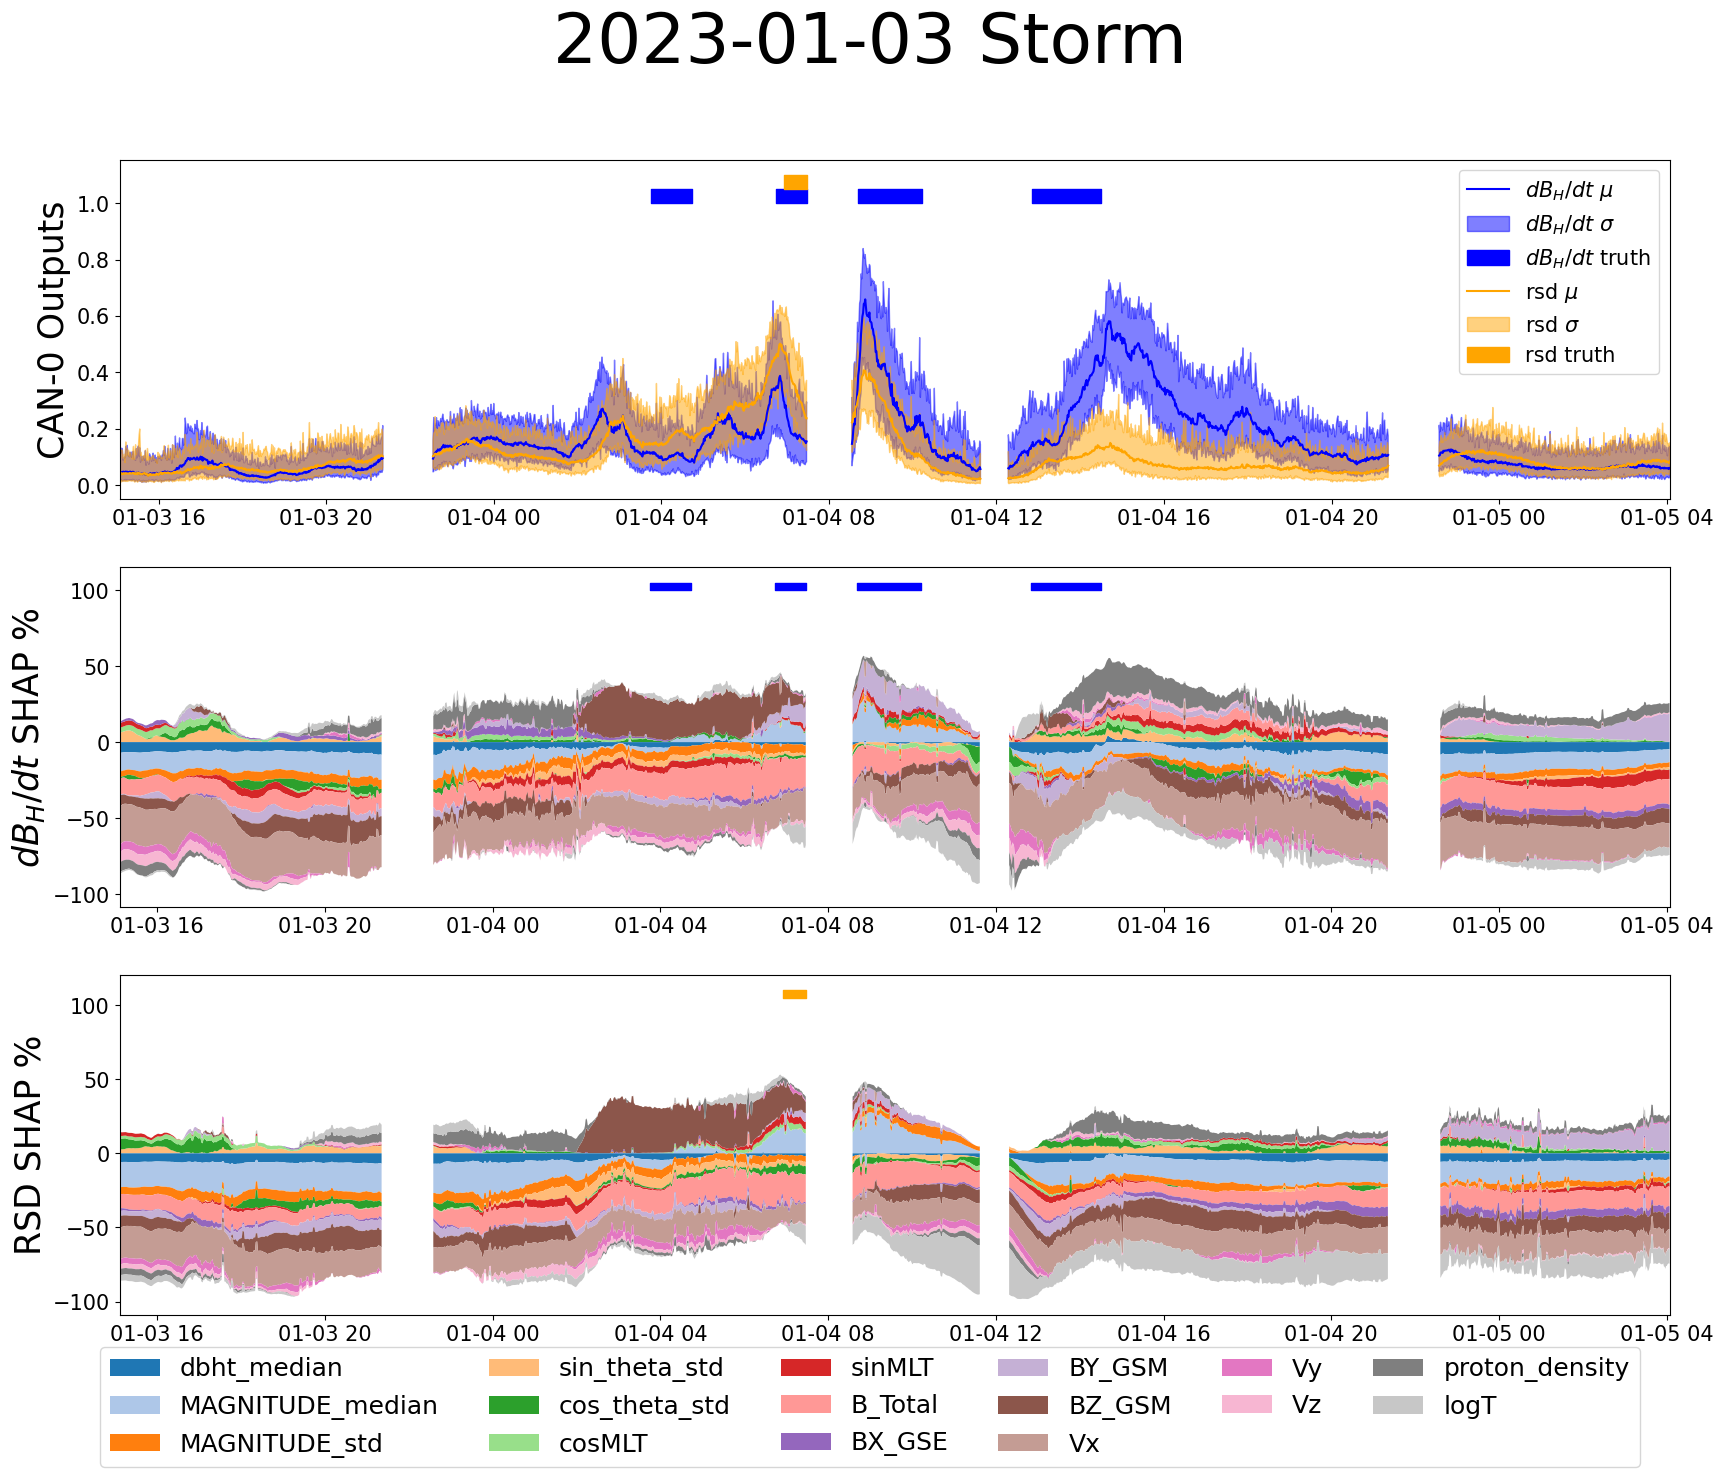 2023-01-03 Storm
CAN-0 Outputs
1.0
0.8
0.6
0.4
0.2
0.0
dB_H/dt μ
dB_H/dt σ
dB_H/dt truth
rsd μ
rsd σ
rsd truth
01-03 16 01-03 20 01-04 00 01-04 04 01-04 08 01-04 12 01-04 16 01-04 20 01-05 00 01-05 04
dB_H/dt SHAP %
100
50
0
−50
−100
01-03 16 01-03 20 01-04 00 01-04 04 01-04 08 01-04 12 01-04 16 01-04 20 01-05 00 01-05 04
RSD SHAP %
100
50
0
−50
−100
01-03 16 01-03 20 01-04 00 01-04 04 01-04 08 01-04 12 01-04 16 01-04 20 01-05 00 01-05 04
dbht_median sin_theta_std sinMLT BY_GSM Vy proton_density
MAGNITUDE_median cos_theta_std B_Total BZ_GSM Vz logT
MAGNITUDE_std cosMLT BX_GSE Vx